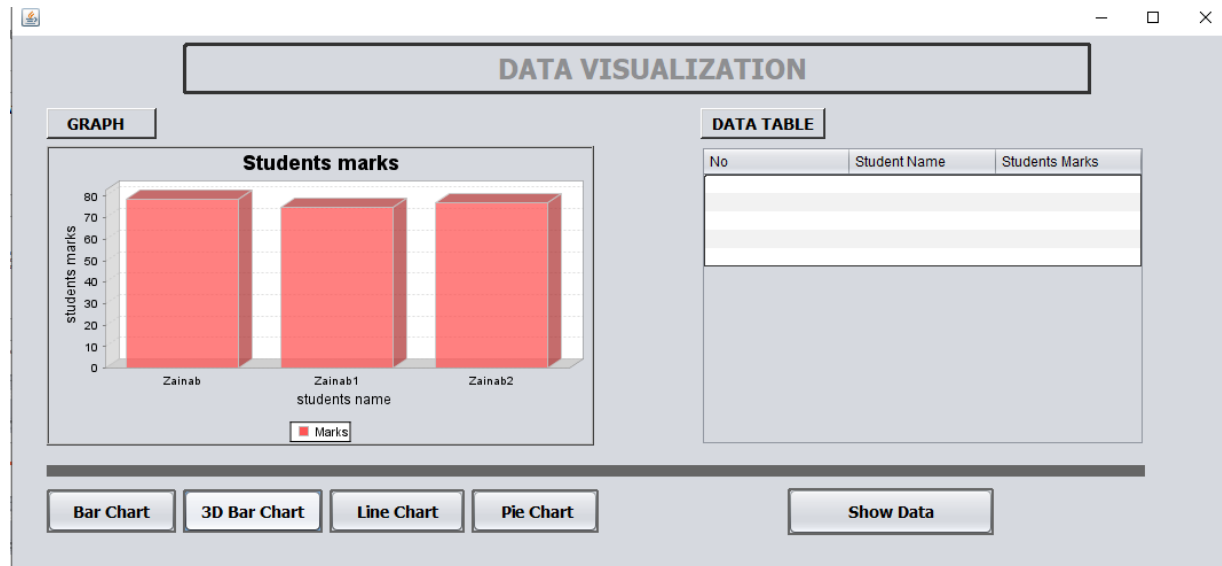 DATA VISUALIZATION
GRAPH
Students marks
students marks
80
70
60
50
40
30
20
10
0
Zainab Zainab1 Zainab2
students name
Marks
DATA TABLE
No Student Name Students Marks
Bar Chart 3D Bar Chart Line Chart Pie Chart Show Data